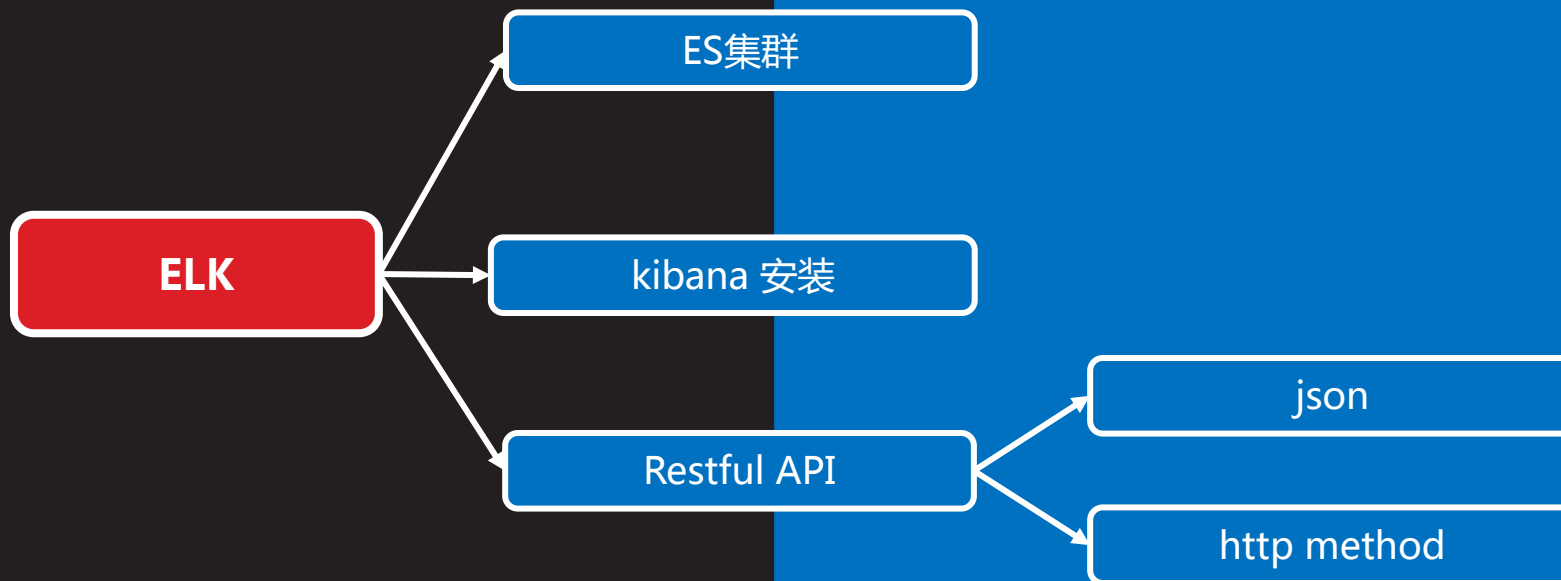 ES集群
ELK
kibana 安装
json
Restful API
http method